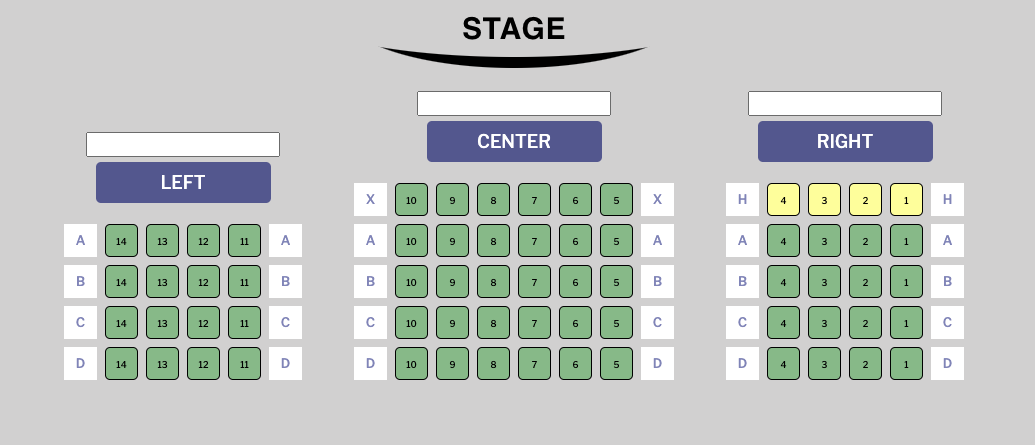 STAGE
CENTER RIGHT
LEFT
X 10 9 8 7 6 5 X H 4 3 2 1 H
A 14 13 12 11 A A 10 9 8 7 6 5 A A 4 3 2 1 A
B 14 13 12 11 B B 10 9 8 7 6 5 B B 4 3 2 1 B
C 14 13 12 11 C C 10 9 8 7 6 5 C C 4 3 2 1 C
D 14 13 12 11 D D 10 9 8 7 6 5 D D 4 3 2 1 D